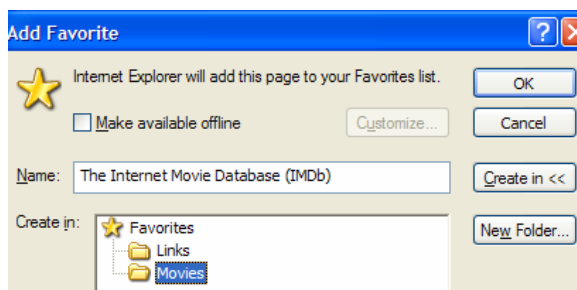 Add Favorite
Internet Explorer will add this page to your Favorites list.
OK
Make available offline
Customize...
Cancel
Name: The Internet Movie Database (IMDb)
Create in <<
Create in:
Favorites
New Folder...
Links
Movies